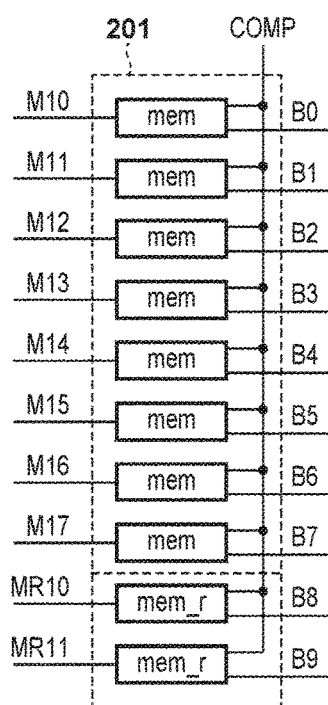 201 COMP
M10 mem B0
M11 mem B1
M12 mem B2
M13 mem B3
M14 mem B4
M15 mem B5
M16 mem B6
M17 mem B7
MR10 mem_r B8
MR11 mem_r B9